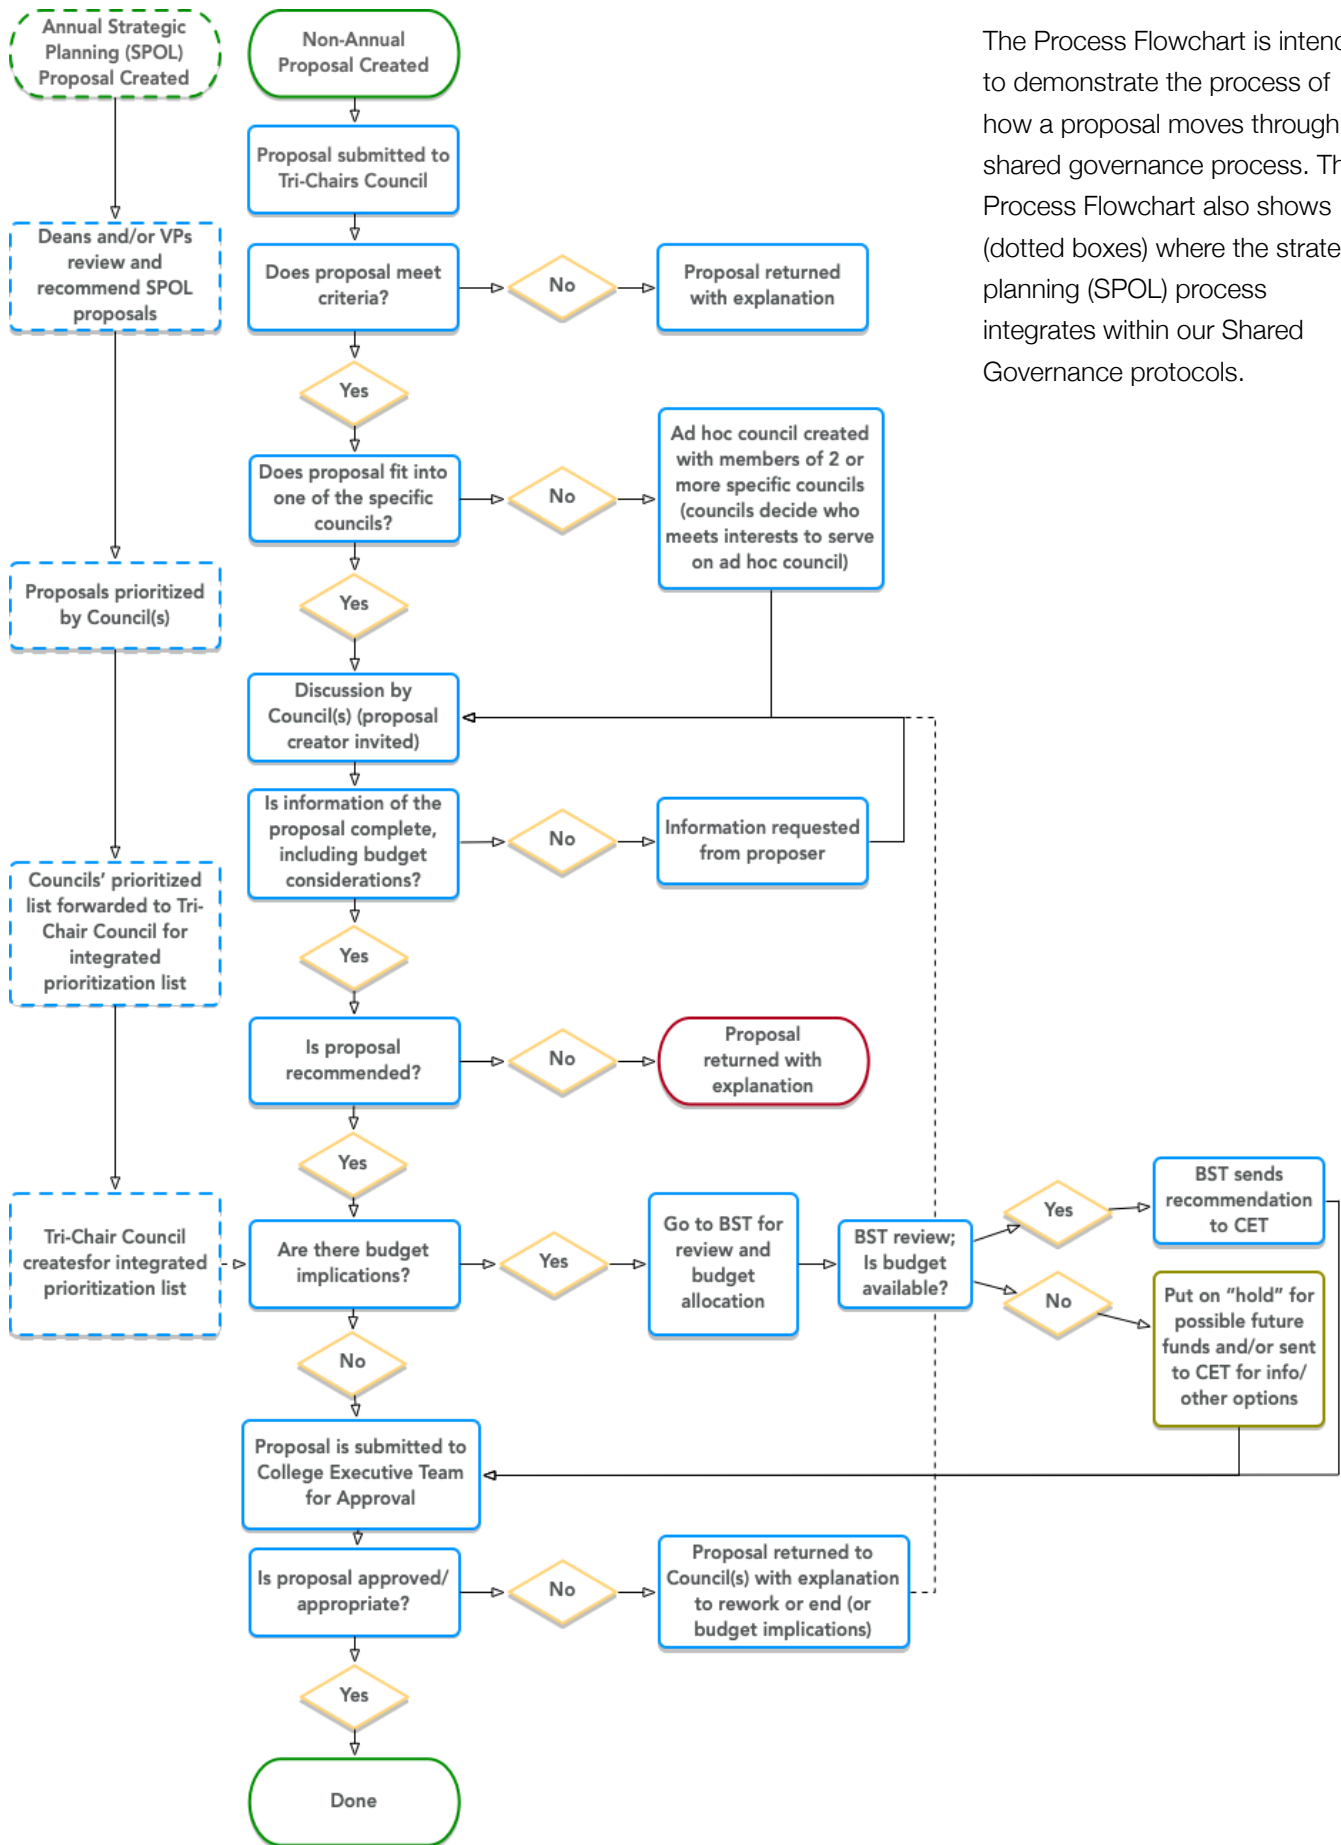 Annual Strategic
Planning (SPOL)
Proposal Created
Non-Annual
Proposal Created
The Process Flowchart is intend
to demonstrate the process of
how a proposal moves through
shared governance process. Th
Process Flowchart also shows
(dotted boxes) where the strate
planning (SPOL) process
integrates within our Shared
Governance protocols.
Proposal submitted to
Tri-Chairs Council
Deans and/or VPs
review and
recommend SPOL
proposals
Does proposal meet
criteria?
No
Proposal returned
with explanation
Yes
Does proposal fit into
one of the specific
councils?
No
Ad hoc council created
with members of 2 or
more specific councils
(councils decide who
meets interests to serve
on ad hoc council)
Proposals prioritized
by Council(s)
Yes
Discussion by
Council(s) (proposal
creator invited)
Is information of the
proposal complete,
including budget
considerations?
No
Information requested
from proposer
Councils’ prioritized
list forwarded to Tri-
Chair Council for
integrated
prioritization list
Yes
Is proposal
recommended?
No
Proposal
returned with
explanation
Yes
Tri-Chair Council
createsfor integrated
prioritization list
Are there budget
implications?
Yes
Go to BST for
review and
budget
allocation
BST review;
Is budget
available?
Yes
BST sends
recommendation
to CET
No
Put on “hold” for
possible future
funds and/or sent
to CET for info/
other options
No
Proposal is submitted to
College Executive Team
for Approval
Is proposal approved/
appropriate?
No
Proposal returned to
Council(s) with explanation
to rework or end (or
budget implications)
Yes
Done